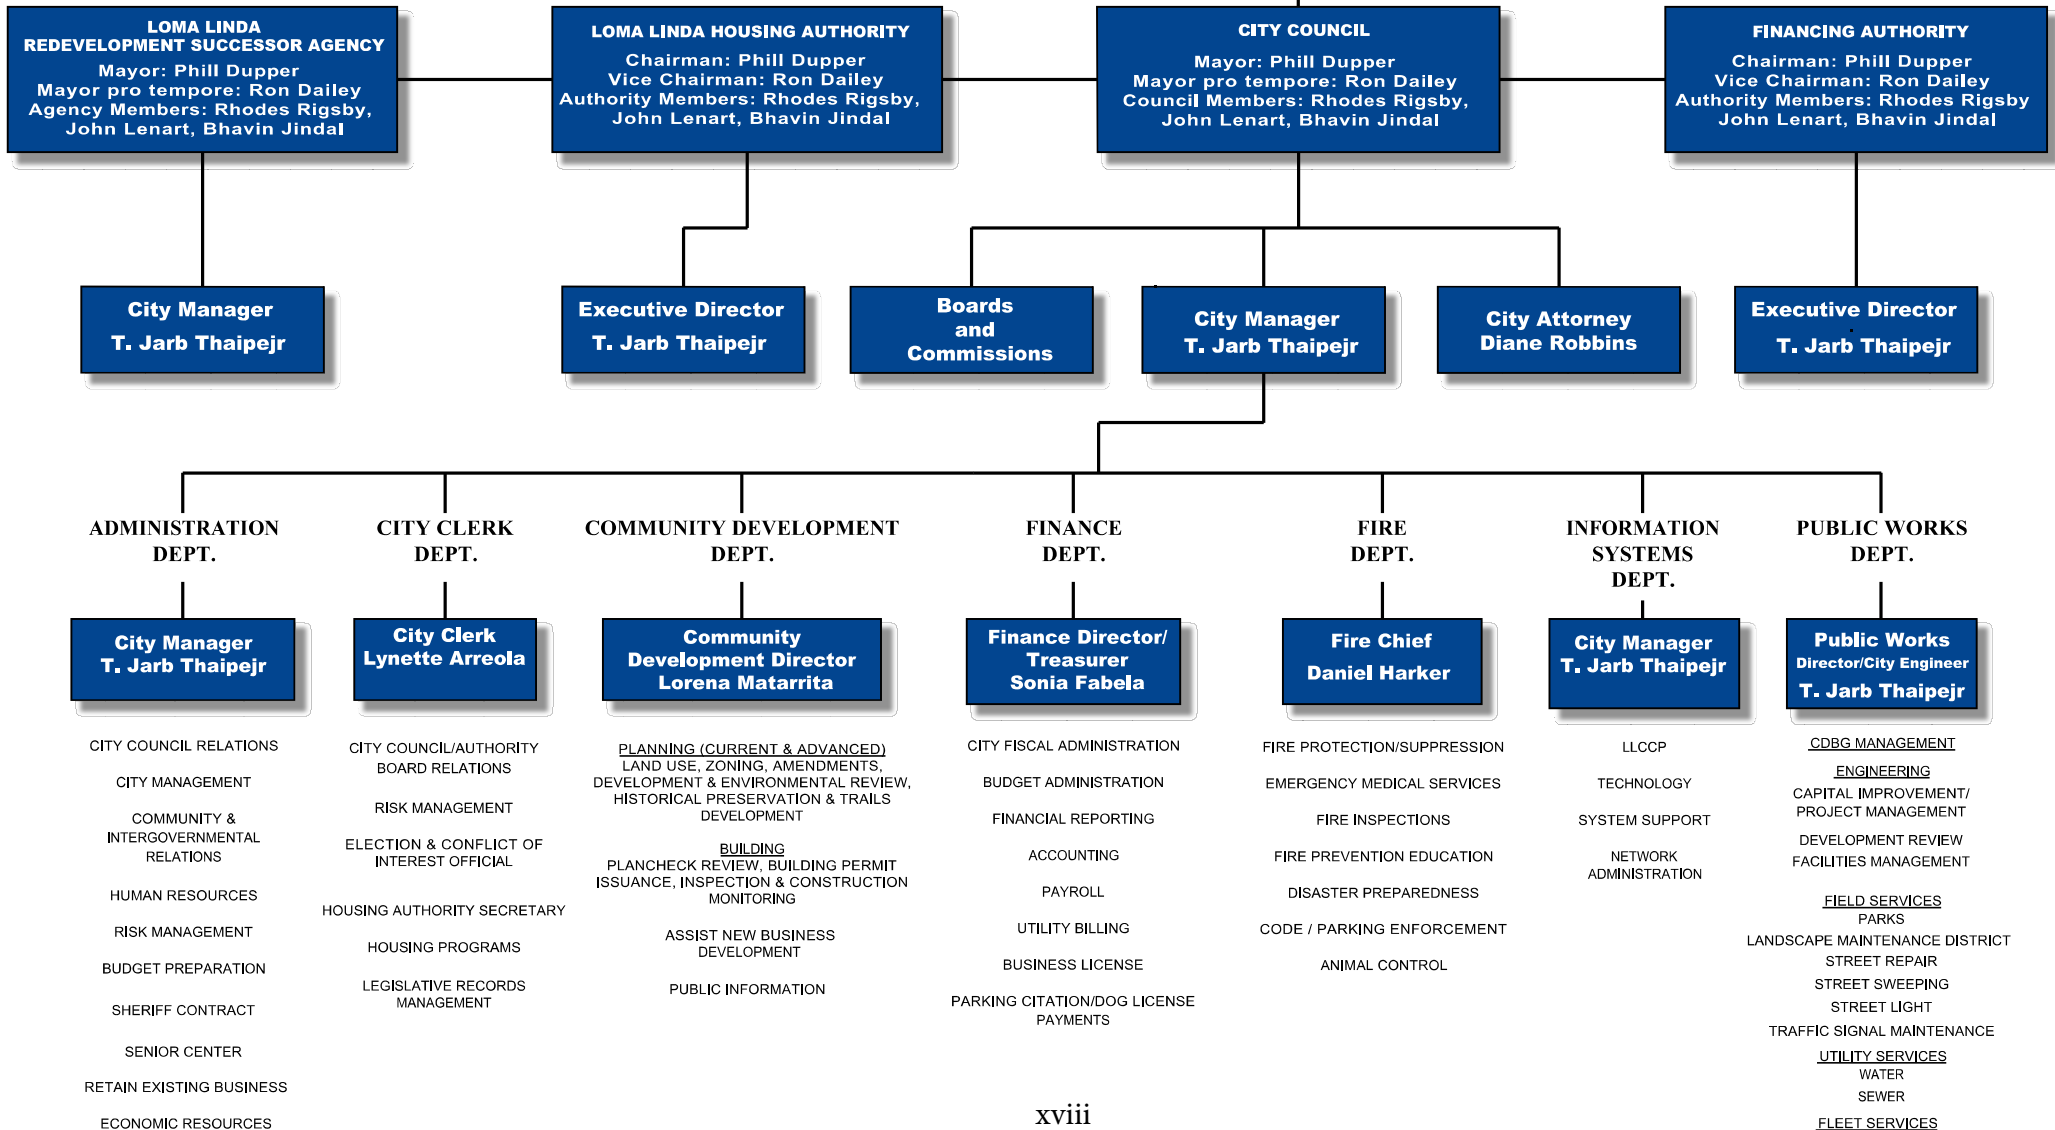 LOMA LINDA
REDEVELOPMENT SUCCESSOR AGENCY
Mayor: Phill Dupper
Mayor pro tempore: Ron Dailey
Agency Members: Rhodes Rigsby,
John Lenart, Bhavin Jindal
LOMA LINDA HOUSING AUTHORITY
Chairman: Phill Dupper
Vice Chairman: Ron Dailey
Authority Members: Rhodes Rigsby,
John Lenart, Bhavin Jindal
CITY COUNCIL
Mayor: Phill Dupper
Mayor pro tempore: Ron Dailey
Council Members: Rhodes Rigsby,
John Lenart, Bhavin Jindal
FINANCING AUTHORITY
Chairman: Phill Dupper
Vice Chairman: Ron Dailey
Authority Members: Rhodes Rigsby
John Lenart, Bhavin Jindal
City Manager
T. Jarb Thaipejr
Executive Director
T. Jarb Thaipejr
Boards
and
Commissions
City Manager
T. Jarb Thaipejr
City Attorney
Diane Robbins
Executive Director
T. Jarb Thaipejr
ADMINISTRATION
DEPT.
City Manager
T. Jarb Thaipejr
CITY COUNCIL RELATIONS
CITY MANAGEMENT
COMMUNITY &
INTERGOVERNMENTAL
RELATIONS
HUMAN RESOURCES
RISK MANAGEMENT
BUDGET PREPARATION
SHERIFF CONTRACT
SENIOR CENTER
RETAIN EXISTING BUSINESS
ECONOMIC RESOURCES
CITY CLERK
DEPT.
City Clerk
Lynette Arreola
CITY COUNCIL/AUTHORITY
BOARD RELATIONS
RISK MANAGEMENT
ELECTION & CONFLICT OF
INTEREST OFFICIAL
HOUSING AUTHORITY SECRETARY
HOUSING PROGRAMS
LEGISLATIVE RECORDS
MANAGEMENT
COMMUNITY DEVELOPMENT
DEPT.
Community
Development Director
Lorena Matarrita
PLANNING (CURRENT & ADVANCED)
LAND USE, ZONING, AMENDMENTS,
DEVELOPMENT & ENVIRONMENTAL REVIEW,
HISTORICAL PRESERVATION & TRAILS
DEVELOPMENT
BUILDING
PLANCHECK REVIEW, BUILDING PERMIT
ISSUANCE, INSPECTION & CONSTRUCTION
MONITORING
ASSIST NEW BUSINESS
DEVELOPMENT
PUBLIC INFORMATION
FINANCE
DEPT.
Finance Director/
Treasurer
Sonia Fabela
CITY FISCAL ADMINISTRATION
BUDGET ADMINISTRATION
FINANCIAL REPORTING
ACCOUNTING
PAYROLL
UTILITY BILLING
BUSINESS LICENSE
PARKING CITATION/DOG LICENSE
PAYMENTS
FIRE
DEPT.
Fire Chief
Daniel Harker
FIRE PROTECTION/SUPPRESSION
EMERGENCY MEDICAL SERVICES
FIRE INSPECTIONS
FIRE PREVENTION EDUCATION
DISASTER PREPAREDNESS
CODE / PARKING ENFORCEMENT
ANIMAL CONTROL
INFORMATION
SYSTEMS
DEPT.
City Manager
T. Jarb Thaipejr
LLCCP
TECHNOLOGY
SYSTEM SUPPORT
NETWORK
ADMINISTRATION
PUBLIC WORKS
DEPT.
Public Works
Director/City Engineer
T. Jarb Thaipejr
CDBG MANAGEMENT
ENGINEERING
CAPITAL IMPROVEMENT/
PROJECT MANAGEMENT
DEVELOPMENT REVIEW
FACILITIES MANAGEMENT
FIELD SERVICES
PARKS
LANDSCAPE MAINTENANCE DISTRICT
STREET REPAIR
STREET SWEEPING
STREET LIGHT
TRAFFIC SIGNAL MAINTENANCE
UTILITY SERVICES
WATER
SEWER
FLEET SERVICES
xviii